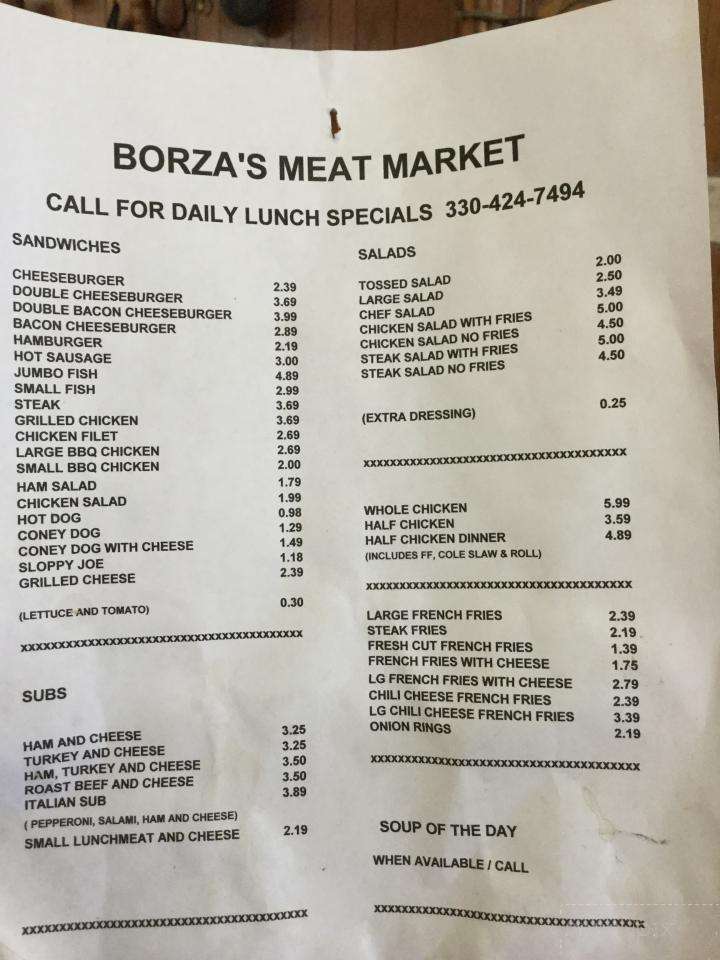 BORZA'S MEAT MARKET
CALL FOR DAILY LUNCH SPECIALS 330-424-7494
SANDWICHES
CHEESEBURGER 2.39
DOUBLE CHEESEBURGER 3.69
DOUBLE BACON CHEESEBURGER 3.99
BACON CHEESEBURGER 2.89
HAMBURGER 2.19
HOT SAUSAGE 3.00
JUMBO FISH 4.89
SMALL FISH 2.99
STEAK 3.69
GRILLED CHICKEN 3.69
CHICKEN FILET 2.69
LARGE BBQ CHICKEN 2.69
SMALL BBQ CHICKEN 2.00
HAM SALAD 1.79
CHICKEN SALAD 1.99
HOT DOG 0.98
CONEY DOG 1.29
CONEY DOG WITH CHEESE 1.49
SLOPPY JOE 1.18
GRILLED CHEESE 2.39
(LETTUCE AND TOMATO) 0.30
xxxxxxxxxxxxxxxxxxxxxxxxxxxxxxxxxxxxxxxxx
SUBS
HAM AND CHEESE 3.25
TURKEY AND CHEESE 3.25
HAM, TURKEY AND CHEESE 3.50
ROAST BEEF AND CHEESE 3.50
ITALIAN SUB 3.89
( PEPPERONI, SALAMI, HAM AND CHEESE)
SMALL LUNCHMEAT AND CHEESE 2.19
xxxxxxxxxxxxxxxxxxxxxxxxxxxxxxxxxxxxxxxxx
SALADS
TOSSED SALAD 2.00
LARGE SALAD 2.50
CHEF SALAD 3.49
CHICKEN SALAD WITH FRIES 5.00
CHICKEN SALAD NO FRIES 4.50
STEAK SALAD WITH FRIES 5.00
STEAK SALAD NO FRIES 4.50
(EXTRA DRESSING) 0.25
xxxxxxxxxxxxxxxxxxxxxxxxxxxxxxxxxxxxxxx
WHOLE CHICKEN 5.99
HALF CHICKEN 3.59
HALF CHICKEN DINNER 4.89
(INCLUDES FF, COLE SLAW & ROLL)
xxxxxxxxxxxxxxxxxxxxxxxxxxxxxxxxxxxxxxx
LARGE FRENCH FRIES 2.39
STEAK FRIES 2.19
FRESH CUT FRENCH FRIES 1.39
FRENCH FRIES WITH CHEESE 1.75
LG FRENCH FRIES WITH CHEESE 2.79
CHILI CHEESE FRENCH FRIES 2.39
LG CHILI CHEESE FRENCH FRIES 3.39
ONION RINGS 2.19
xxxxxxxxxxxxxxxxxxxxxxxxxxxxxxxxxxxxxxx
SOUP OF THE DAY
WHEN AVAILABLE / CALL
xxxxxxxxxxxxxxxxxxxxxxxxxxxxxxxxxxxxxxx